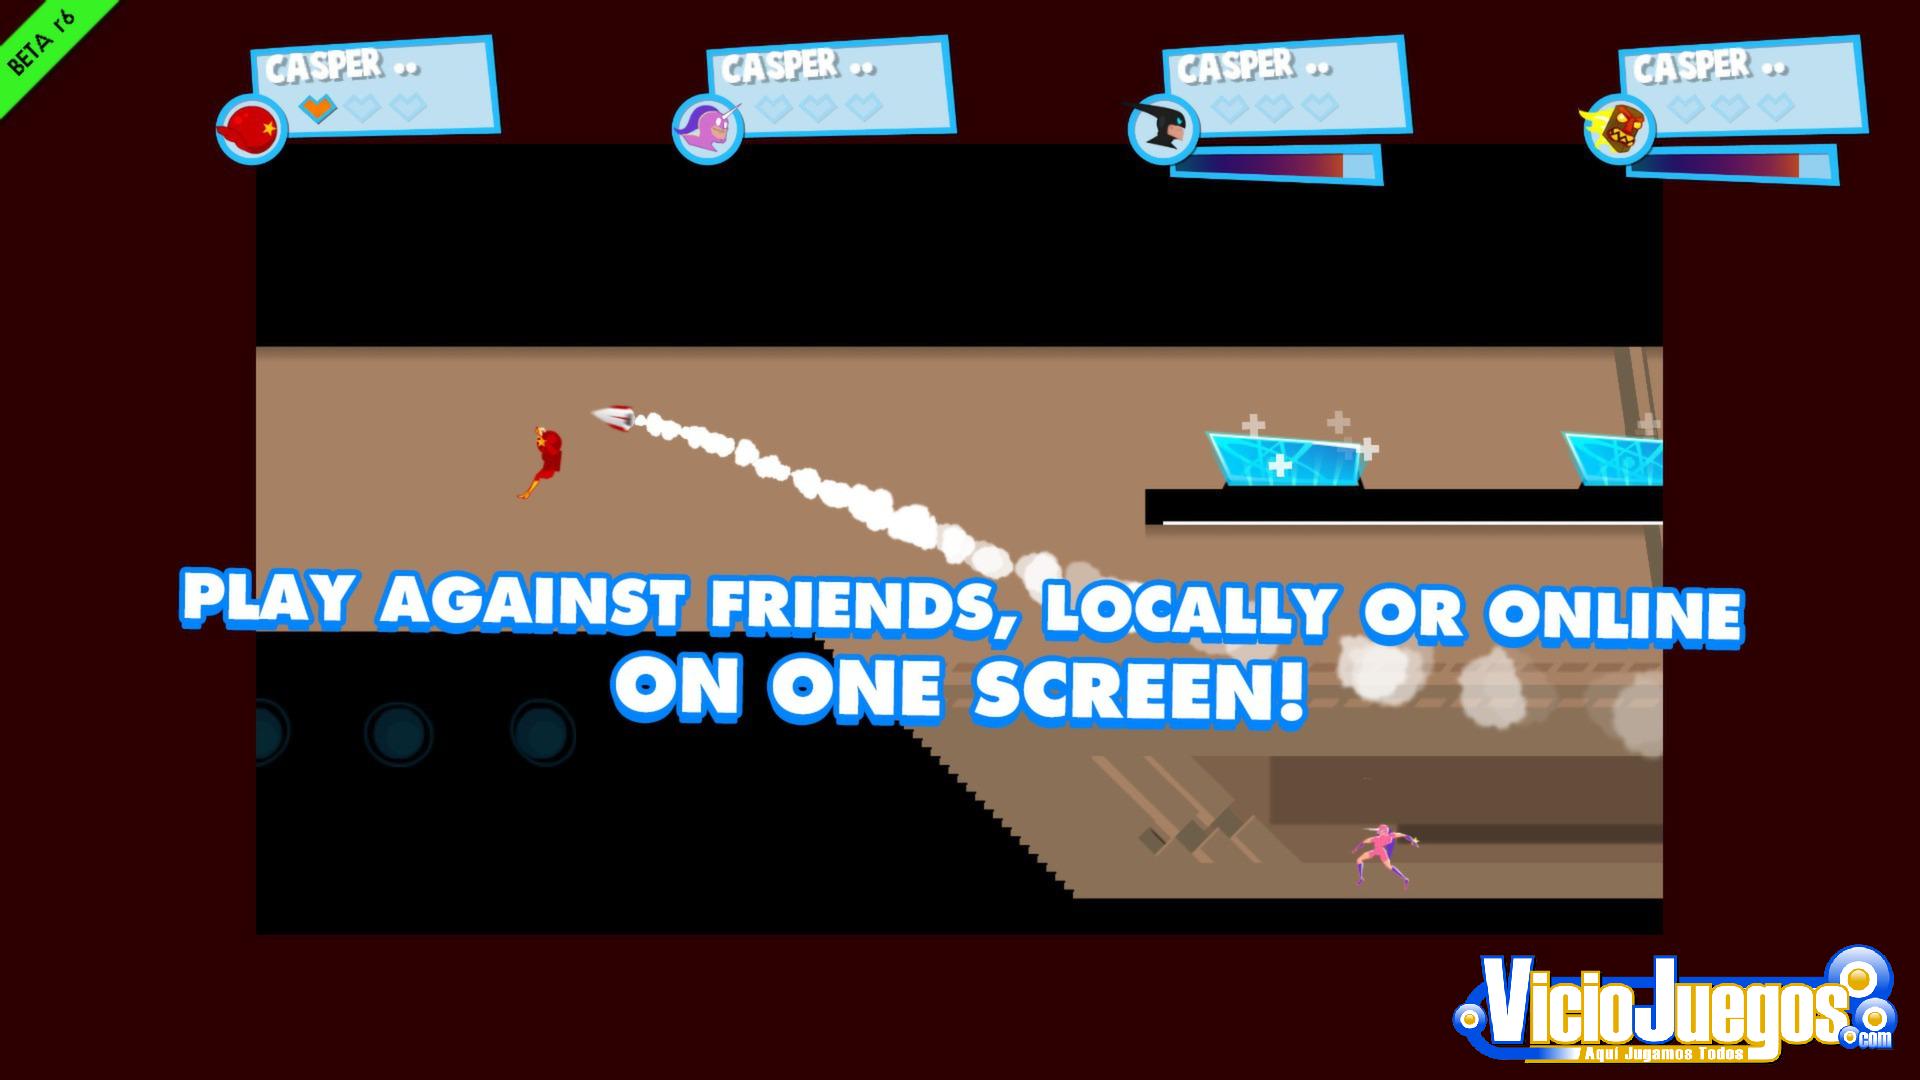 BETA r6
CASPER ..
CASPER ..
CASPER ..
CASPER ..
PLAY AGAINST FRIENDS, LOCALLY OR ONLINE
ON ONE SCREEN!
VicioJuegos
.com
Aquí Jugamos Todos